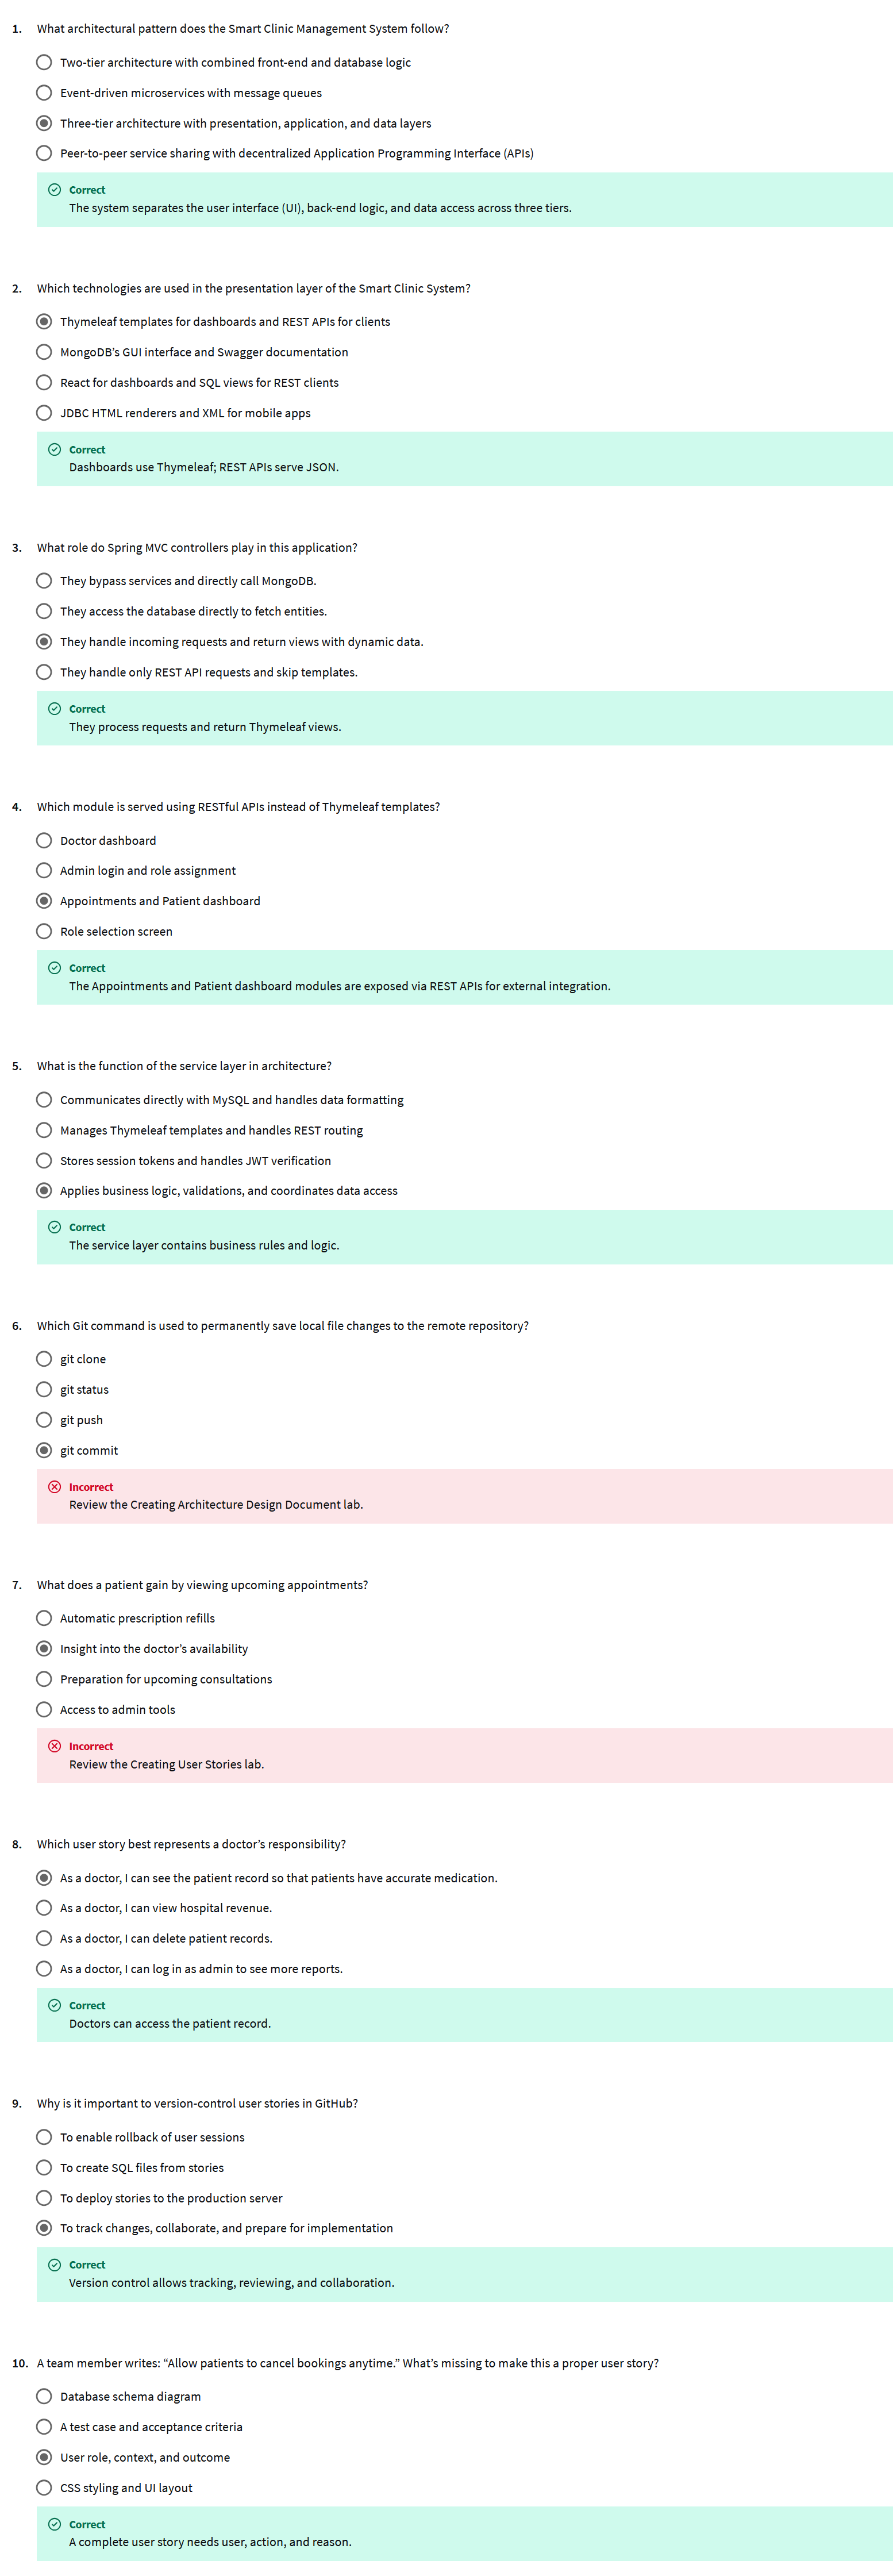 1. What architectural pattern does the Smart Clinic Management System follow?
Two-tier architecture with combined front-end and database logic
Event-driven microservices with message queues
Three-tier architecture with presentation, application, and data layers
Peer-to-peer service sharing with decentralized Application Programming Interface (APIs)
Correct
The system separates the user interface (UI), back-end logic, and data access across three tiers.
2. Which technologies are used in the presentation layer of the Smart Clinic System?
Thymeleaf templates for dashboards and REST APIs for clients
MongoDB’s GUI interface and Swagger documentation
React for dashboards and SQL views for REST clients
JDBC HTML renderers and XML for mobile apps
Correct
Dashboards use Thymeleaf; REST APIs serve JSON.
3. What role do Spring MVC controllers play in this application?
They bypass services and directly call MongoDB.
They access the database directly to fetch entities.
They handle incoming requests and return views with dynamic data.
They handle only REST API requests and skip templates.
Correct
They process requests and return Thymeleaf views.
4. Which module is served using RESTful APIs instead of Thymeleaf templates?
Doctor dashboard
Admin login and role assignment
Appointments and Patient dashboard
Role selection screen
Correct
The Appointments and Patient dashboard modules are exposed via REST APIs for external integration.
5. What is the function of the service layer in architecture?
Communicates directly with MySQL and handles data formatting
Manages Thymeleaf templates and handles REST routing
Stores session tokens and handles JWT verification
Applies business logic, validations, and coordinates data access
Correct
The service layer contains business rules and logic.
6. Which Git command is used to permanently save local file changes to the remote repository?
git clone
git status
git push
git commit
Incorrect
Review the Creating Architecture Design Document lab.
7. What does a patient gain by viewing upcoming appointments?
Automatic prescription refills
Insight into the doctor’s availability
Preparation for upcoming consultations
Access to admin tools
Incorrect
Review the Creating User Stories lab.
8. Which user story best represents a doctor’s responsibility?
As a doctor, I can see the patient record so that patients have accurate medication.
As a doctor, I can view hospital revenue.
As a doctor, I can delete patient records.
As a doctor, I can log in as admin to see more reports.
Correct
Doctors can access the patient record.
9. Why is it important to version-control user stories in GitHub?
To enable rollback of user sessions
To create SQL files from stories
To deploy stories to the production server
To track changes, collaborate, and prepare for implementation
Correct
Version control allows tracking, reviewing, and collaboration.
10. A team member writes: “Allow patients to cancel bookings anytime.” What’s missing to make this a proper user story?
Database schema diagram
A test case and acceptance criteria
User role, context, and outcome
CSS styling and UI layout
Correct
A complete user story needs user, action, and reason.